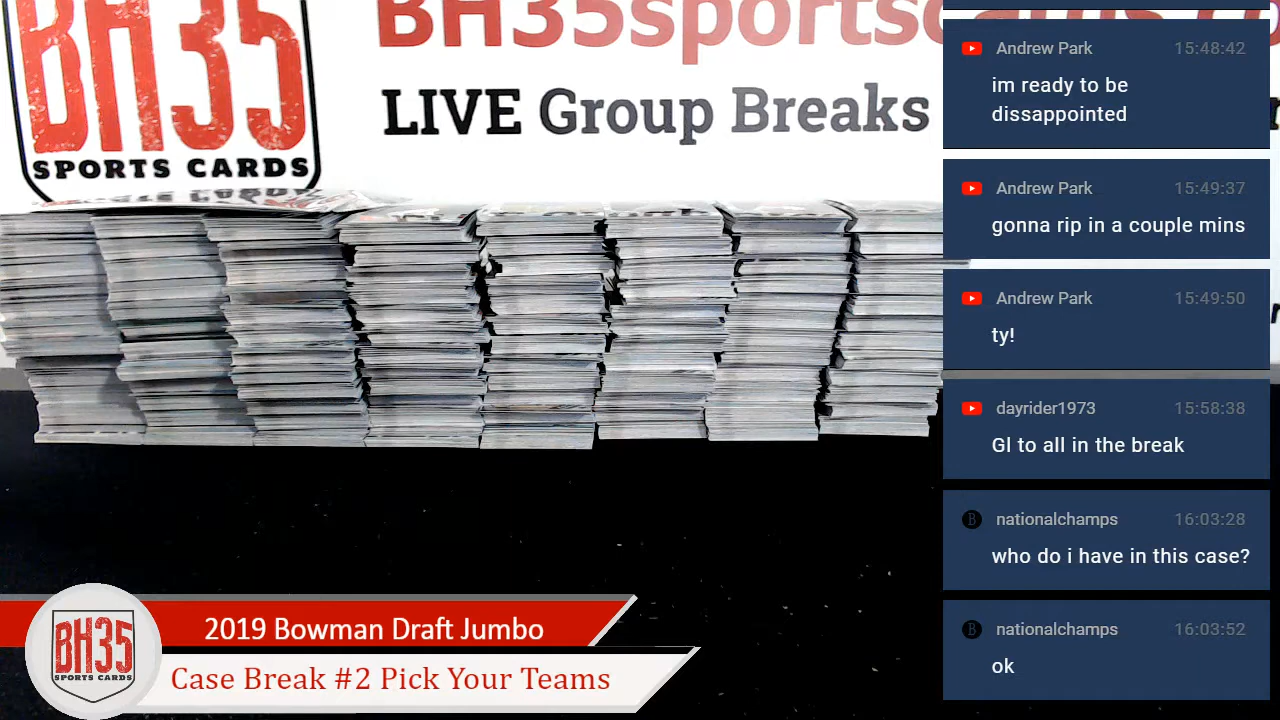 BH35
SPORTS CARDS
BH35sportsc
LIVE Group Breaks
Andrew Park 15:48:42
im ready to be
dissappointed
Andrew Park 15:49:37
gonna rip in a couple mins
Andrew Park 15:49:50
ty!
dayrider1973 15:58:38
Gl to all in the break
nationalchamps 16:03:28
who do i have in this case?
nationalchamps 16:03:52
ok
BH35
SPORTS CARDS
2019 Bowman Draft Jumbo
Case Break #2 Pick Your Teams